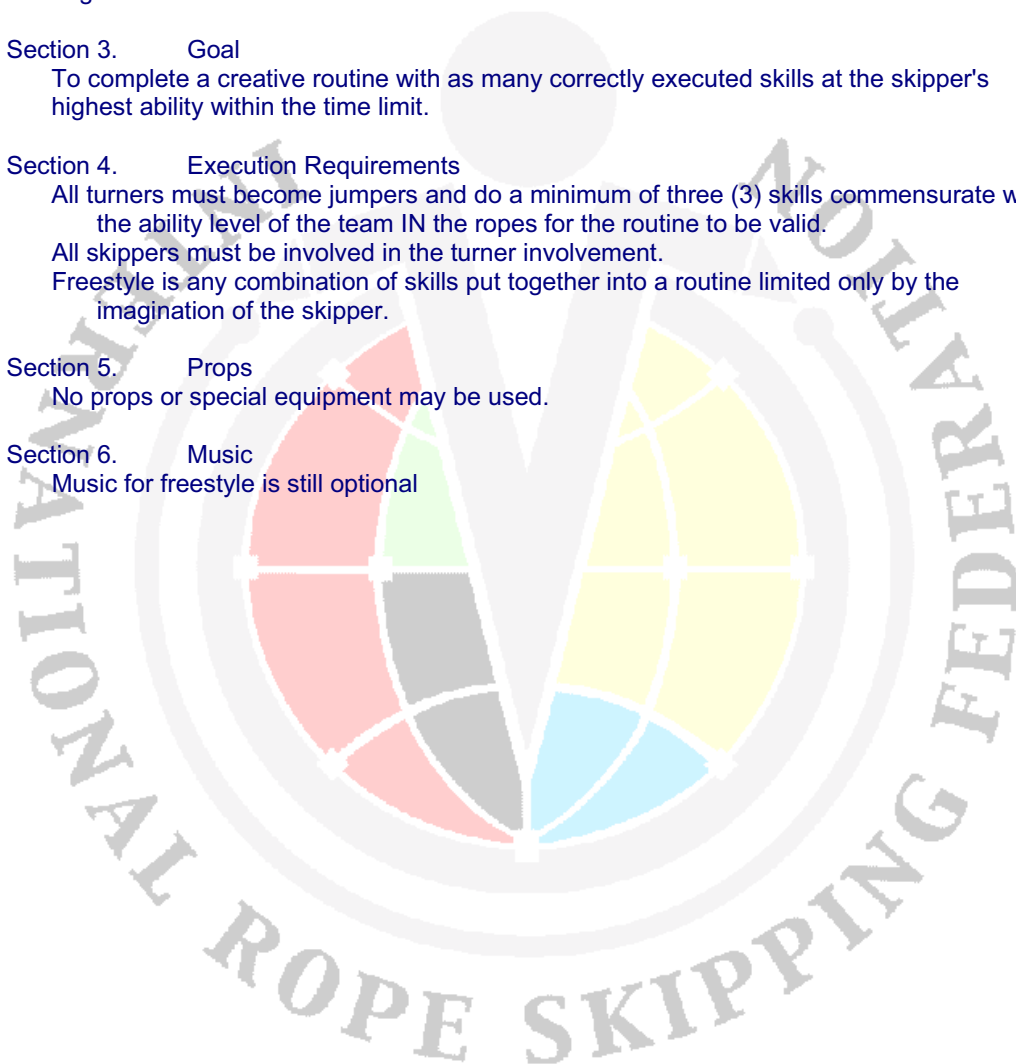 Section 3. Goal
To complete a creative routine with as many correctly executed skills at the skipper's
highest ability within the time limit.
Section 4. Execution Requirements
All turners must become jumpers and do a minimum of three (3) skills commensurate
the ability level of the team IN the ropes for the routine to be valid.
All skippers must be involved in the turner involvement.
Freestyle is any combination of skills put together into a routine limited only by the
imagination of the skipper.
Section 5. Props
No props or special equipment may be used.
Section 6. Music
Music for freestyle is still optional
INTERNATIONAL ROPE SKIPPING FEDERATION